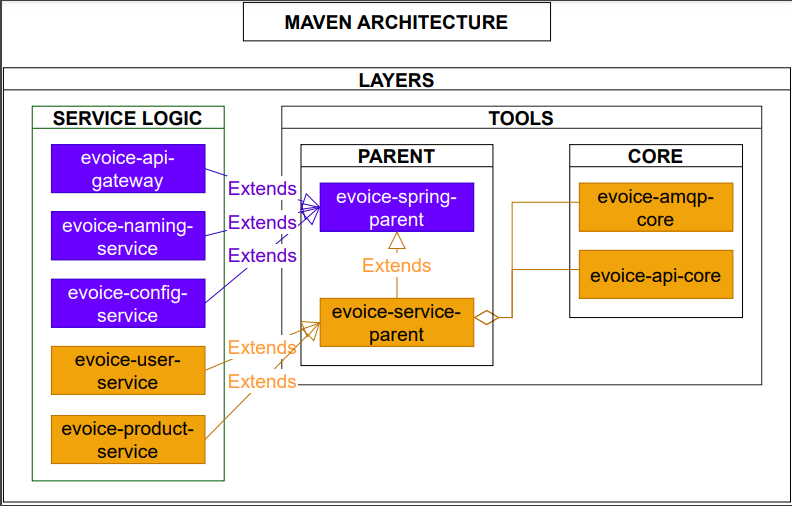 MAVEN ARCHITECTURE
LAYERS
SERVICE LOGIC
evoice-api-
gateway
evoice-naming-
service
evoice-config-
service
evoice-user-
service
evoice-product-
service
Extends
Extends
Extends
Extends
Extends
TOOLS
PARENT
evoice-spring-
parent
Extends
evoice-service-
parent
CORE
evoice-amqp-
core
evoice-api-core